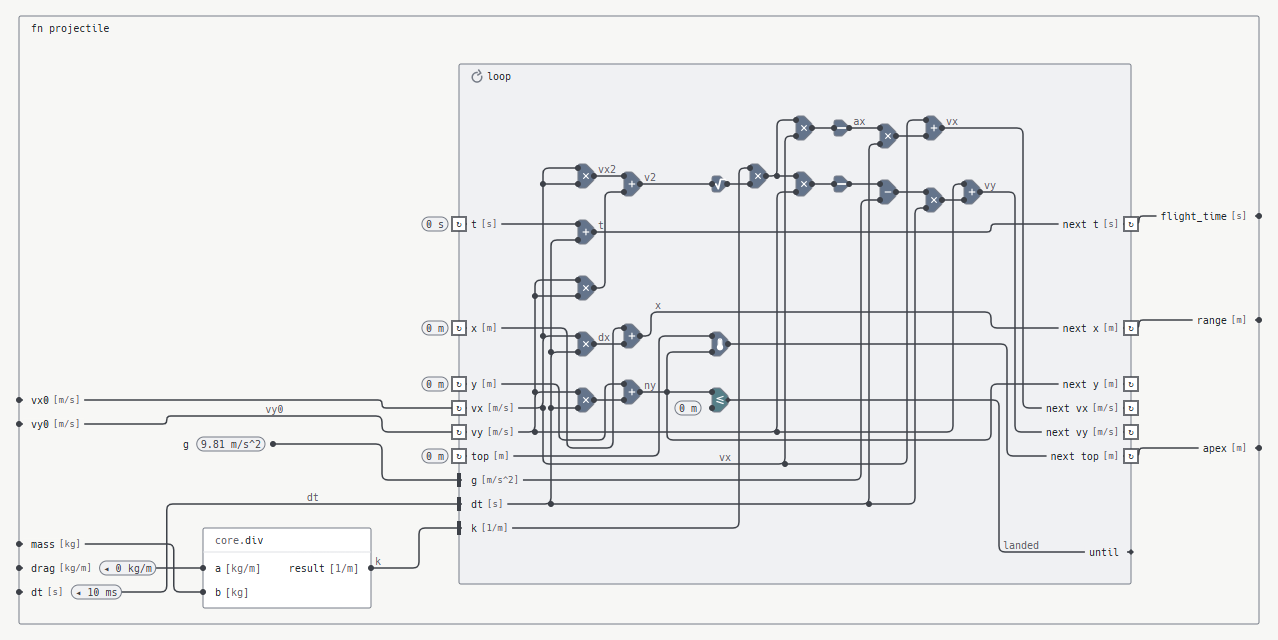 fn projectile
loop
ax
vx
vx2
v2
vy
0 s
t [s]
t
next t [s]
flight_time [s]
x
0 m
x [m]
dx
next x [m]
range [m]
0 m
y [m]
ny
next y [m]
vx0 [m/s]
vx [m/s]
0 m
≤
next vx [m/s]
vy0 [m/s]
vy0
vy [m/s]
next vy [m/s]
g
9.81 m/s^2
0 m
top [m]
vx
next top [m]
apex [m]
g [m/s^2]
dt
dt [s]
k [1/m]
core.div
mass [kg]
landed
until
drag [kg/m]
◂ 0 kg/m
a [kg/m]
result [1/m]
k
dt [s]
◂ 10 ms
b [kg]